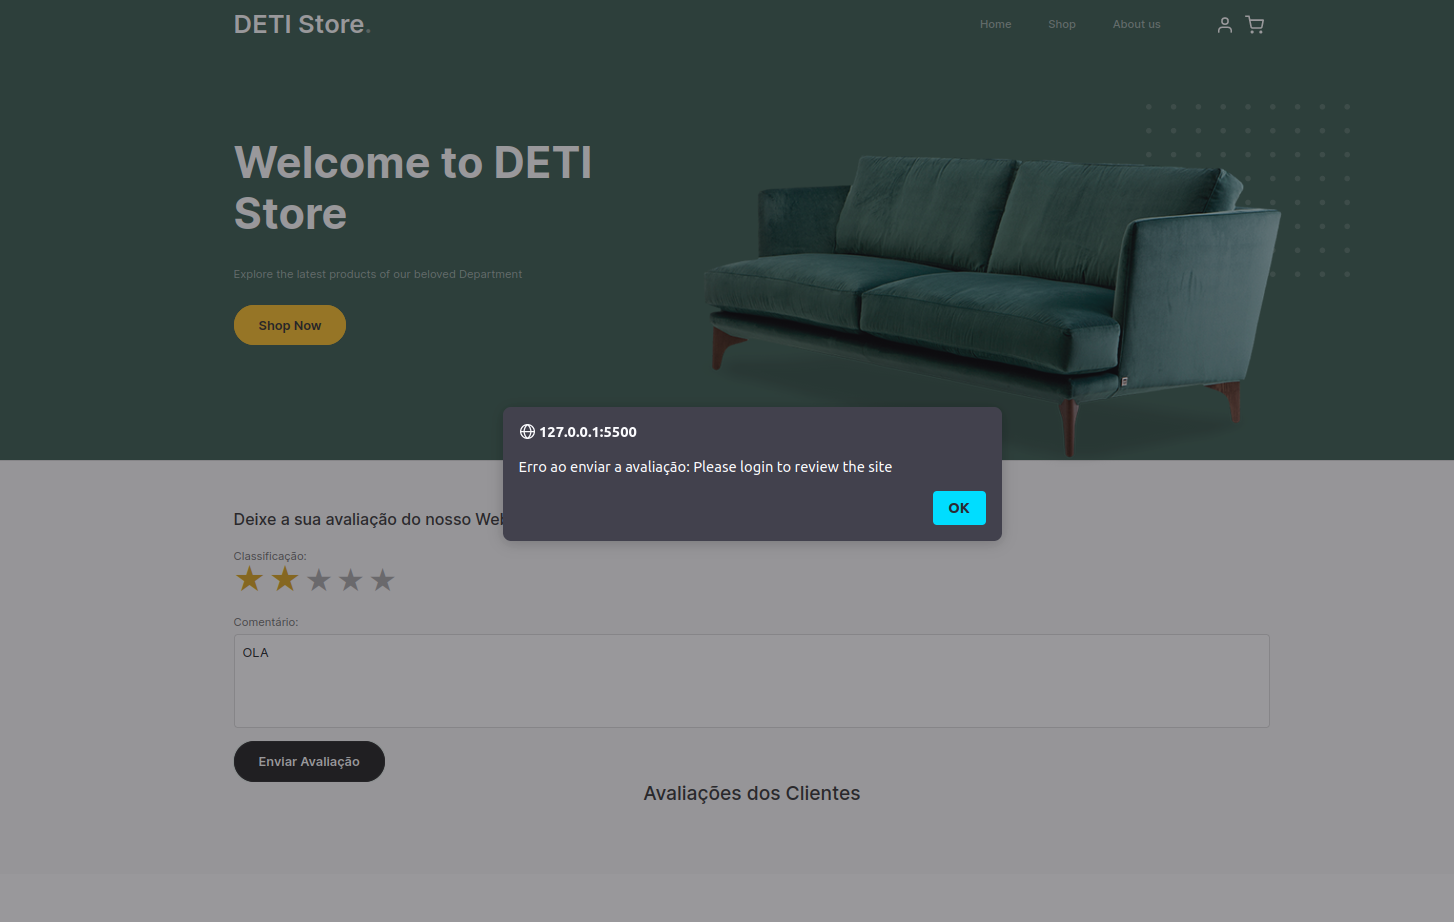 DETI Store.
Home
Shop
About us
Welcome to DETI
Store
Explore the latest products of our beloved Department
Shop Now
127.0.0.1:5500
Erro ao enviar a avaliação: Please login to review the site
OK
Deixe a sua avaliação do nosso
Classificação:
Comentário:
OLA
Enviar Avaliação
Avaliações dos Clientes